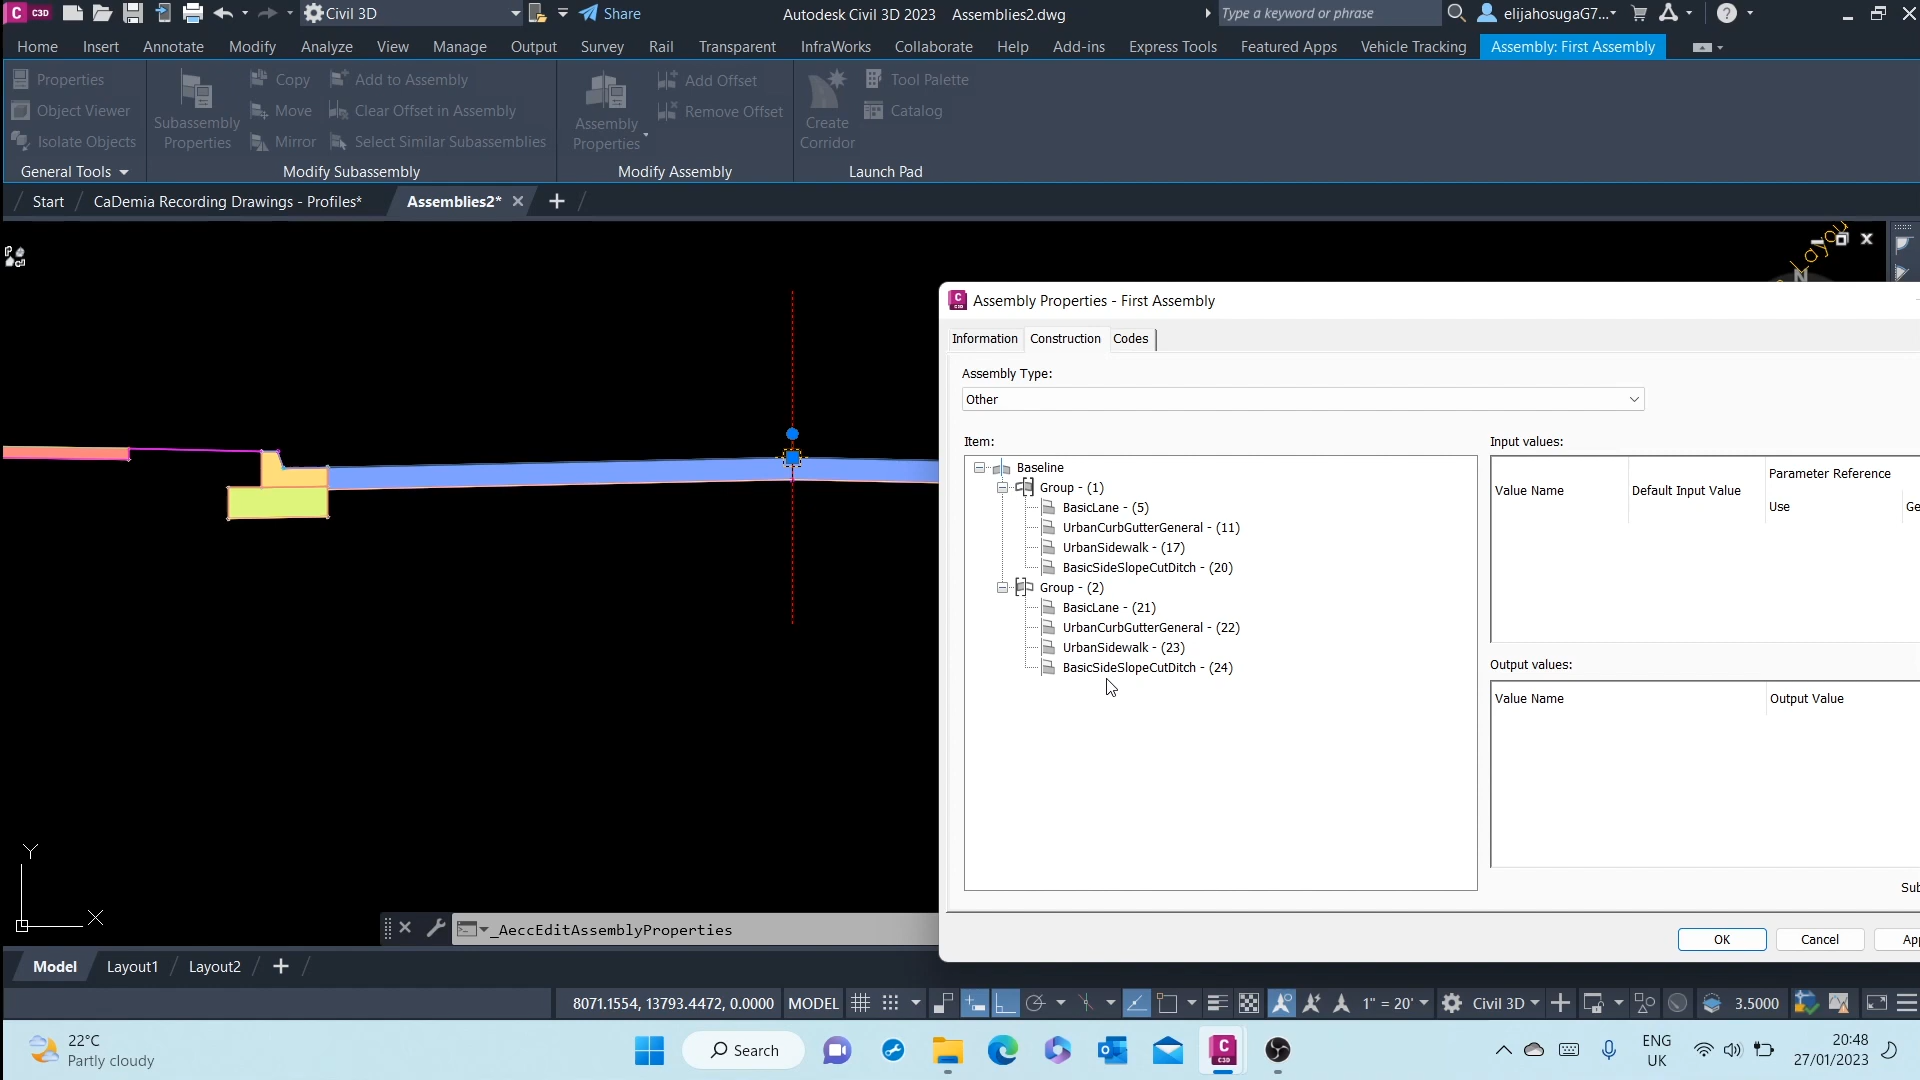 C3D Civil 3D Share Autodesk Civil 3D 2023 Assemblies2.dwg Type a keyword or phrase elijahosugaG7...
Home Insert Annotate Modify Analyze View Manage Output Survey Rail Transparent InfraWorks Collaborate Help Add-ins Express Tools Featured Apps Vehicle Tracking Assembly: First Assembly
Properties
Object Viewer
Isolate Objects
General Tools
Subassembly
Properties
Copy
Move
Mirror
Add to Assembly
Clear Offset in Assembly
Select Similar Subassemblies
Modify Subassembly
Assembly
Properties
Add Offset
Remove Offset
Modify Assembly
Create
Corridor
Tool Palette
Catalog
Launch Pad
Start CaDemia Recording Drawings - Profiles* Assemblies2*
Layou
N
Assembly Properties - First Assembly
Information Construction Codes
Assembly Type:
Other
Item:
Baseline
Group - (1)
BasicLane - (5)
UrbanCurbGutterGeneral - (11)
UrbanSidewalk - (17)
BasicSideSlopeCutDitch - (20)
Group - (2)
BasicLane - (21)
UrbanCurbGutterGeneral - (22)
UrbanSidewalk - (23)
BasicSideSlopeCutDitch - (24)
Input values:
Value Name Default Input Value Parameter Reference
Use Ge
Output values:
Value Name Output Value
Sub
OK Cancel App
Y
X
_AeccEditAssemblyProperties
Model Layout1 Layout2
8071.1554, 13793.4472, 0.0000 MODEL 1" = 20' Civil 3D 3.5000
22°C
Partly cloudy
Search
C3D
ENG
UK
20:48
27/01/2023